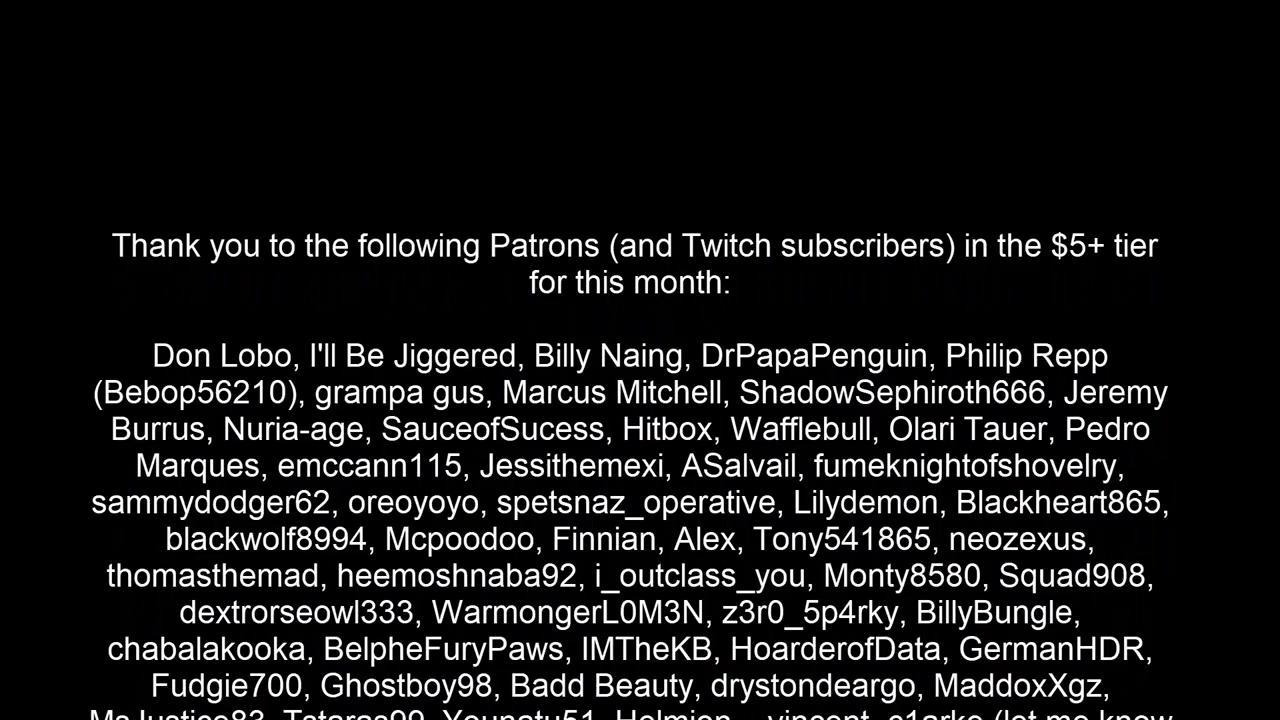 Thank you to the following Patrons (and Twitch subscribers) in the $5+ tier
for this month:
Don Lobo, I'll Be Jiggered, Billy Naing, DrPapaPenguin, Philip Repp
(Bebop56210), grampa gus, Marcus Mitchell, ShadowSephiroth666, Jeremy
Burrus, Nuria-age, SauceofSucess, Hitbox, Wafflebull, Olari Tauer, Pedro
Marques, emccann115, Jessithemexi, ASalvail, fumeknightofshovelry,
sammydodger62, oreoyoyo, spetsnaz_operative, Lilydemon, Blackheart865,
blackwolf8994, Mcpoodoo, Finnian, Alex, Tony541865, neozexus,
thomasthemad, heemoshnaba92, i_outclass_you, Monty8580, Squad908,
dextrorseowl333, WarmongerL0M3N, z3r0_5p4rky, BillyBungle,
chabalakooka, BelpheFuryPaws, IMTheKB, HoarderofData, GermanHDR,
Fudgie700, Ghostboy98, Badd Beauty, drystondeargo, MaddoxXgz,
(let me know